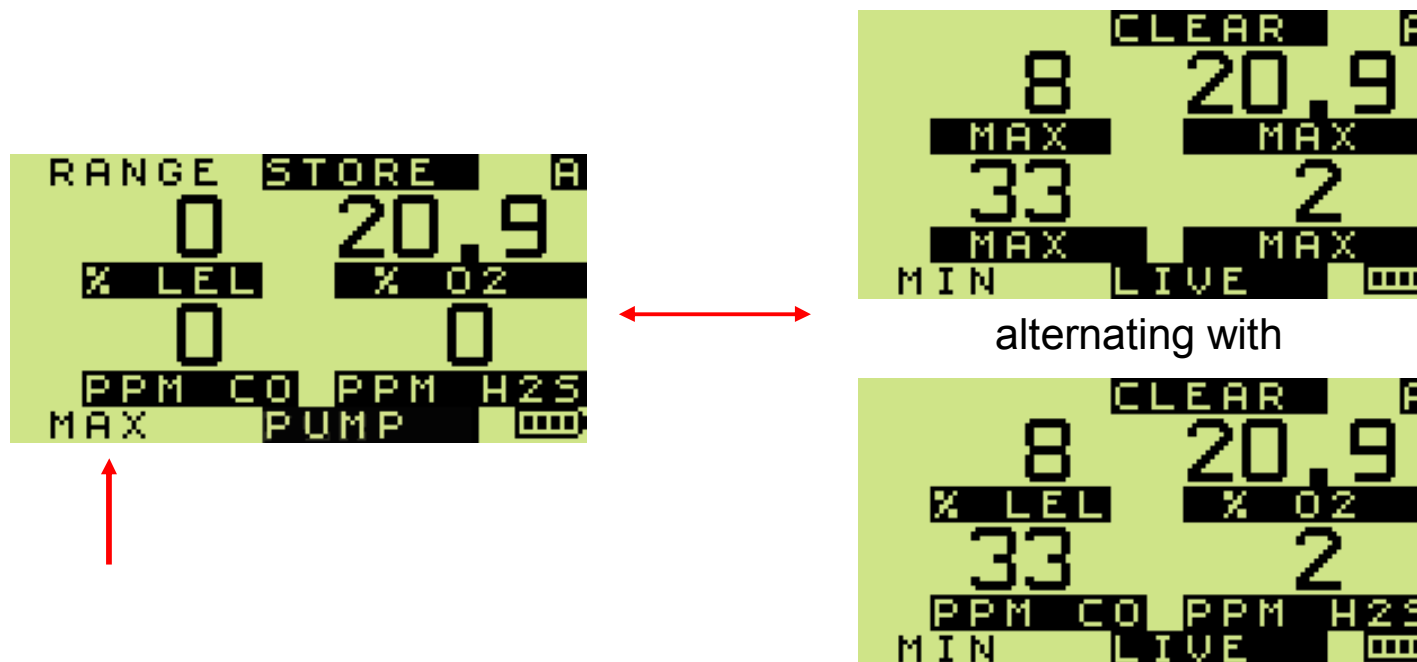 RANGE STORE A
0 20.9
% LEL % O2
0 0
PPM CO PPM H2S
MAX PUMP
CLEAR A
8 20.9
MAX MAX
33 2
MAX MAX
MIN LIVE
alternating with
CLEAR A
8 20.9
% LEL % O2
33 2
PPM CO PPM H2S
MIN LIVE